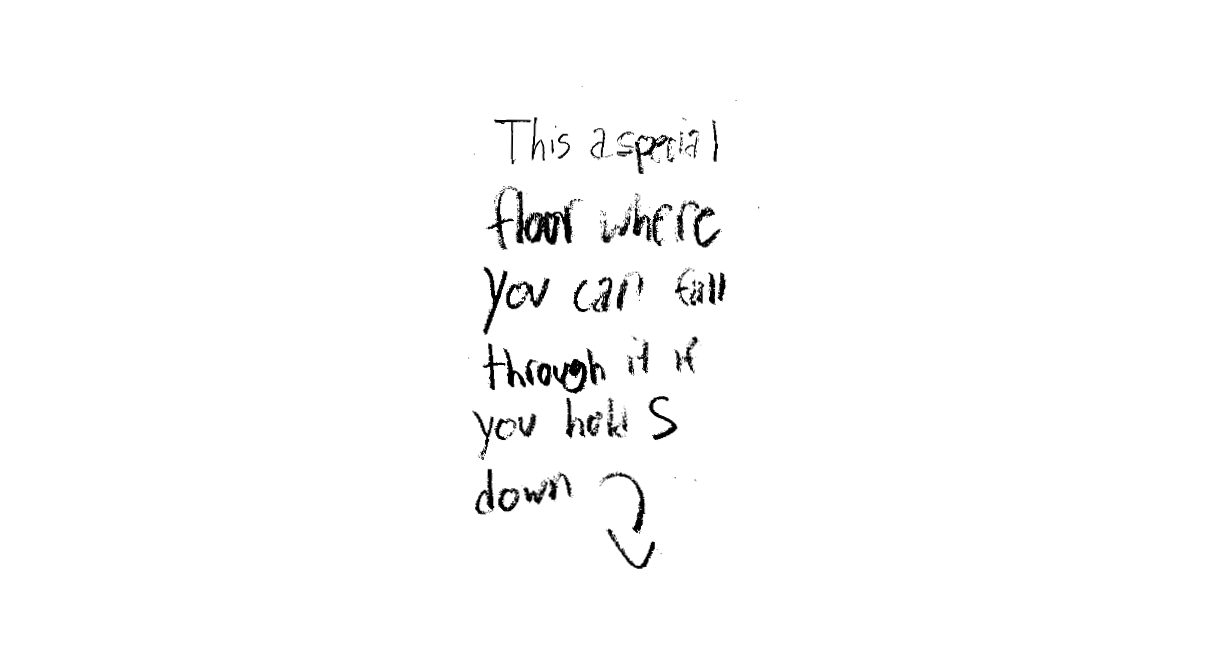 This a special
floor where
you can fall
through it if
you hold S
down